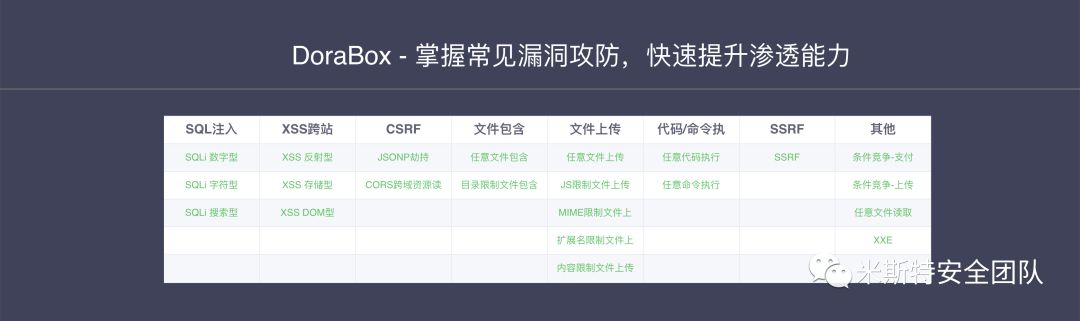 DoraBox - 掌握常见漏洞攻防，快速提升渗透能力
SQL注入 XSS跨站 CSRF 文件包含 文件上传 代码/命令执 SSRF 其他
SQLi 数字型 XSS 反射型 JSONP劫持 任意文件包含 任意文件上传 任意代码执行 SSRF 条件竞争-支付
SQLi 字符型 XSS 存储型 CORS跨域资源读 目录限制文件包含 JS限制文件上传 任意命令执行 条件竞争-上传
SQLi 搜索型 XSS DOM型 MIME限制文件上 任意文件读取
扩展名限制文件上 XXE
内容限制文件上传
米斯特安全团队